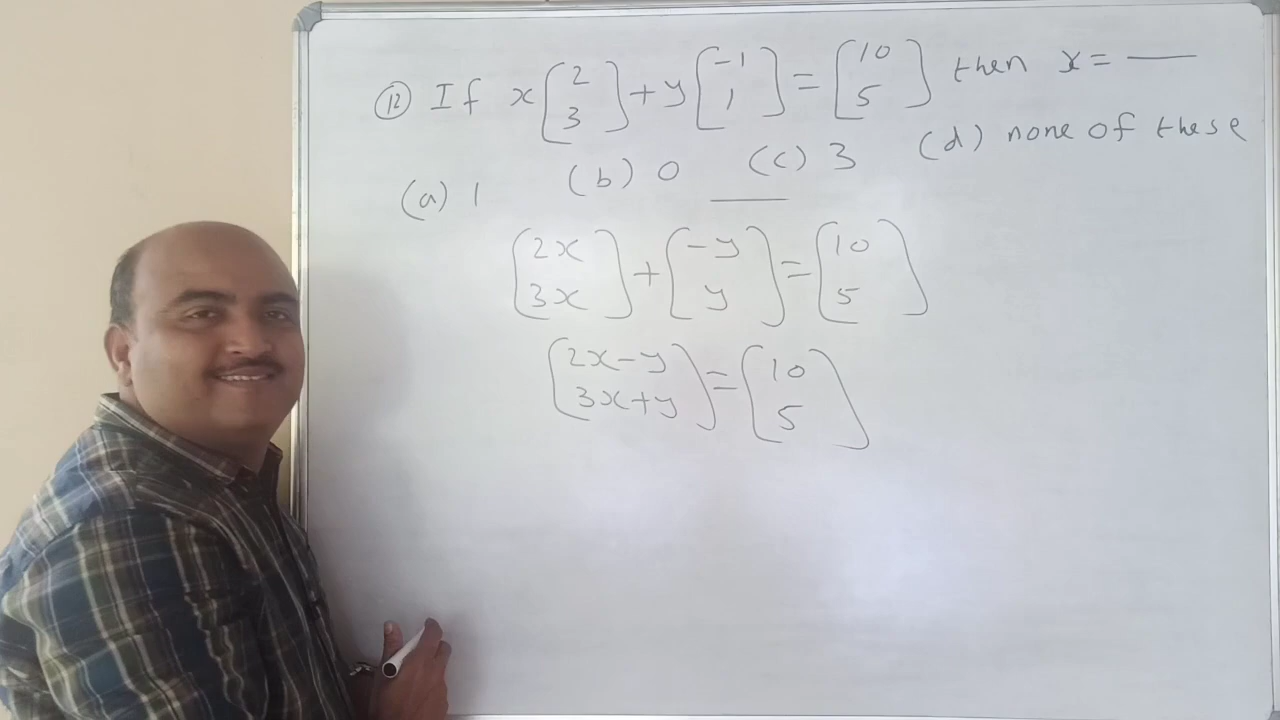 (12) If x[2 3] + y[-1 1] = [10 5] then x = ___
(a) 1 (b) 0 (c) 3 (d) none of these
[2x 3x] + [-y y] = [10 5]
[2x-y 3x+y] = [10 5]